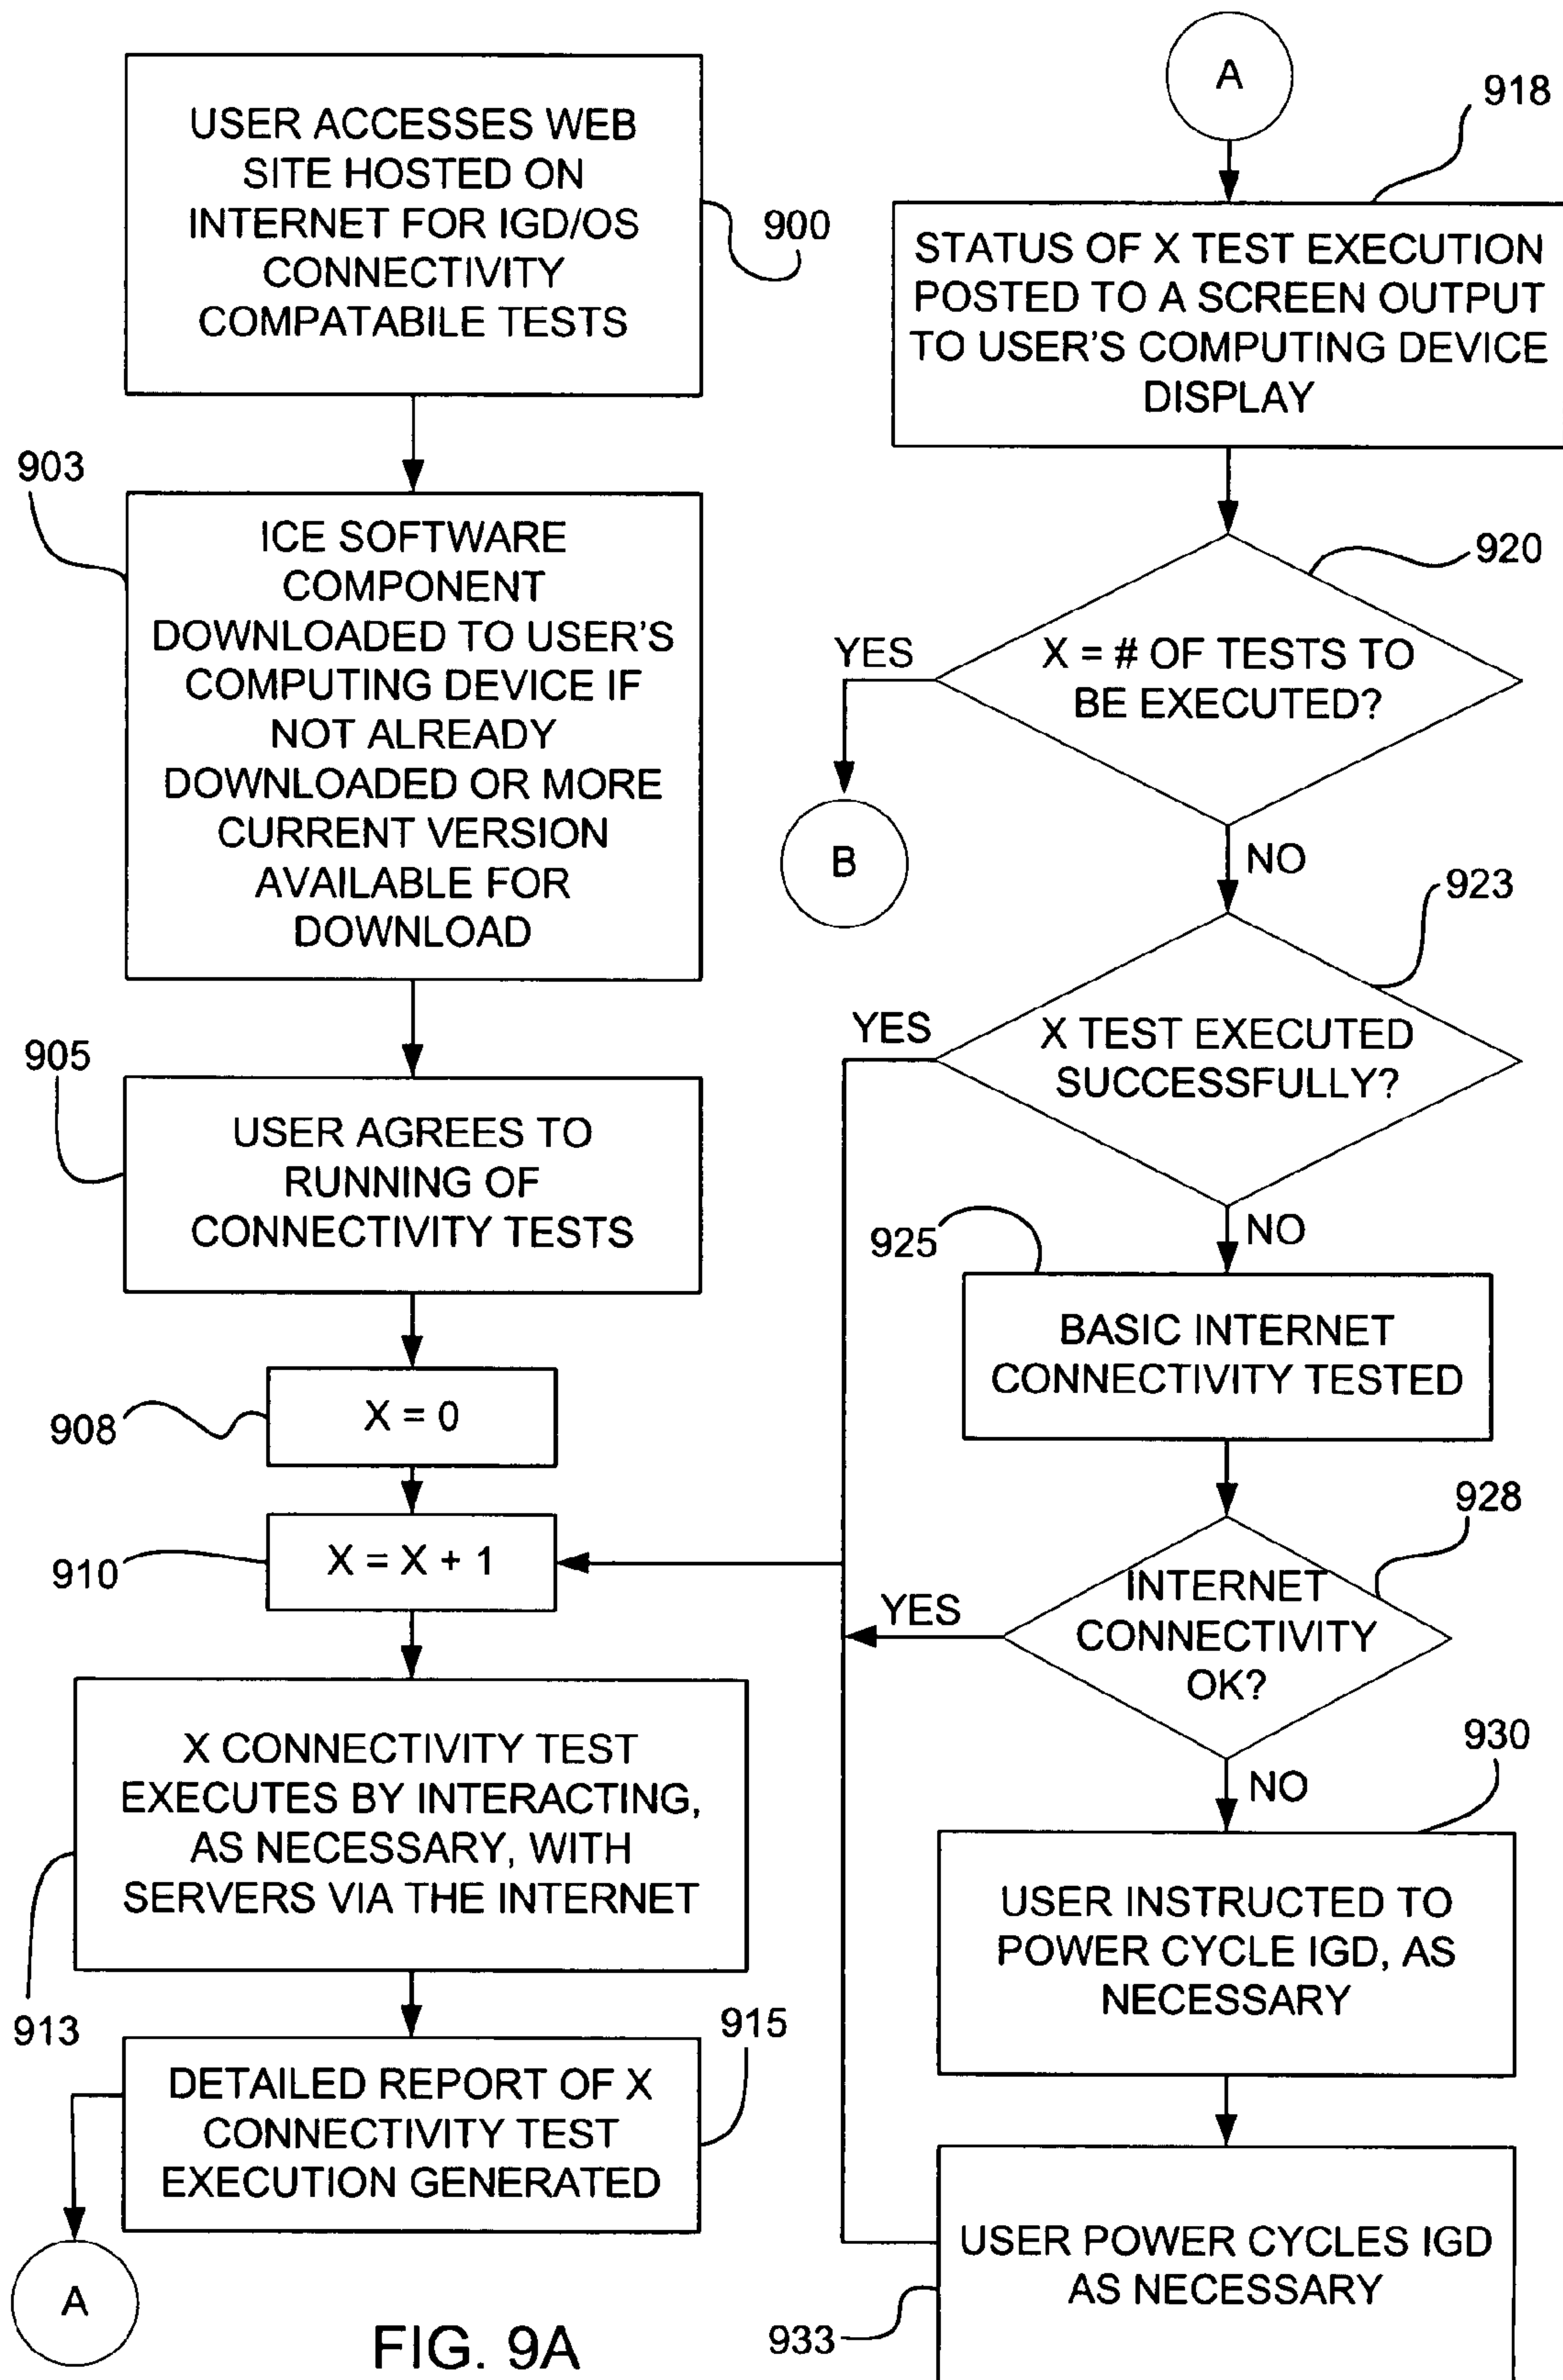 USER ACCESSES WEB
SITE HOSTED ON
INTERNET FOR IGD/OS
CONNECTIVITY
COMPATABILE TESTS
900
903
ICE SOFTWARE
COMPONENT
DOWNLOADED TO USER'S
COMPUTING DEVICE IF
NOT ALREADY
DOWNLOADED OR MORE
CURRENT VERSION
AVAILABLE FOR
DOWNLOAD
905
USER AGREES TO
RUNNING OF
CONNECTIVITY TESTS
908
X = 0
910
X = X + 1
X CONNECTIVITY TEST
EXECUTES BY INTERACTING,
AS NECESSARY, WITH
SERVERS VIA THE INTERNET
913
915
DETAILED REPORT OF X
CONNECTIVITY TEST
EXECUTION GENERATED
A
FIG. 9A
A
918
STATUS OF X TEST EXECUTION
POSTED TO A SCREEN OUTPUT
TO USER'S COMPUTING DEVICE
DISPLAY
920
YES
X = # OF TESTS TO
BE EXECUTED?
B
NO
923
YES
X TEST EXECUTED
SUCCESSFULLY?
NO
925
BASIC INTERNET
CONNECTIVITY TESTED
928
YES
INTERNET
CONNECTIVITY
OK?
NO
930
USER INSTRUCTED TO
POWER CYCLE IGD, AS
NECESSARY
USER POWER CYCLES IGD
AS NECESSARY
933